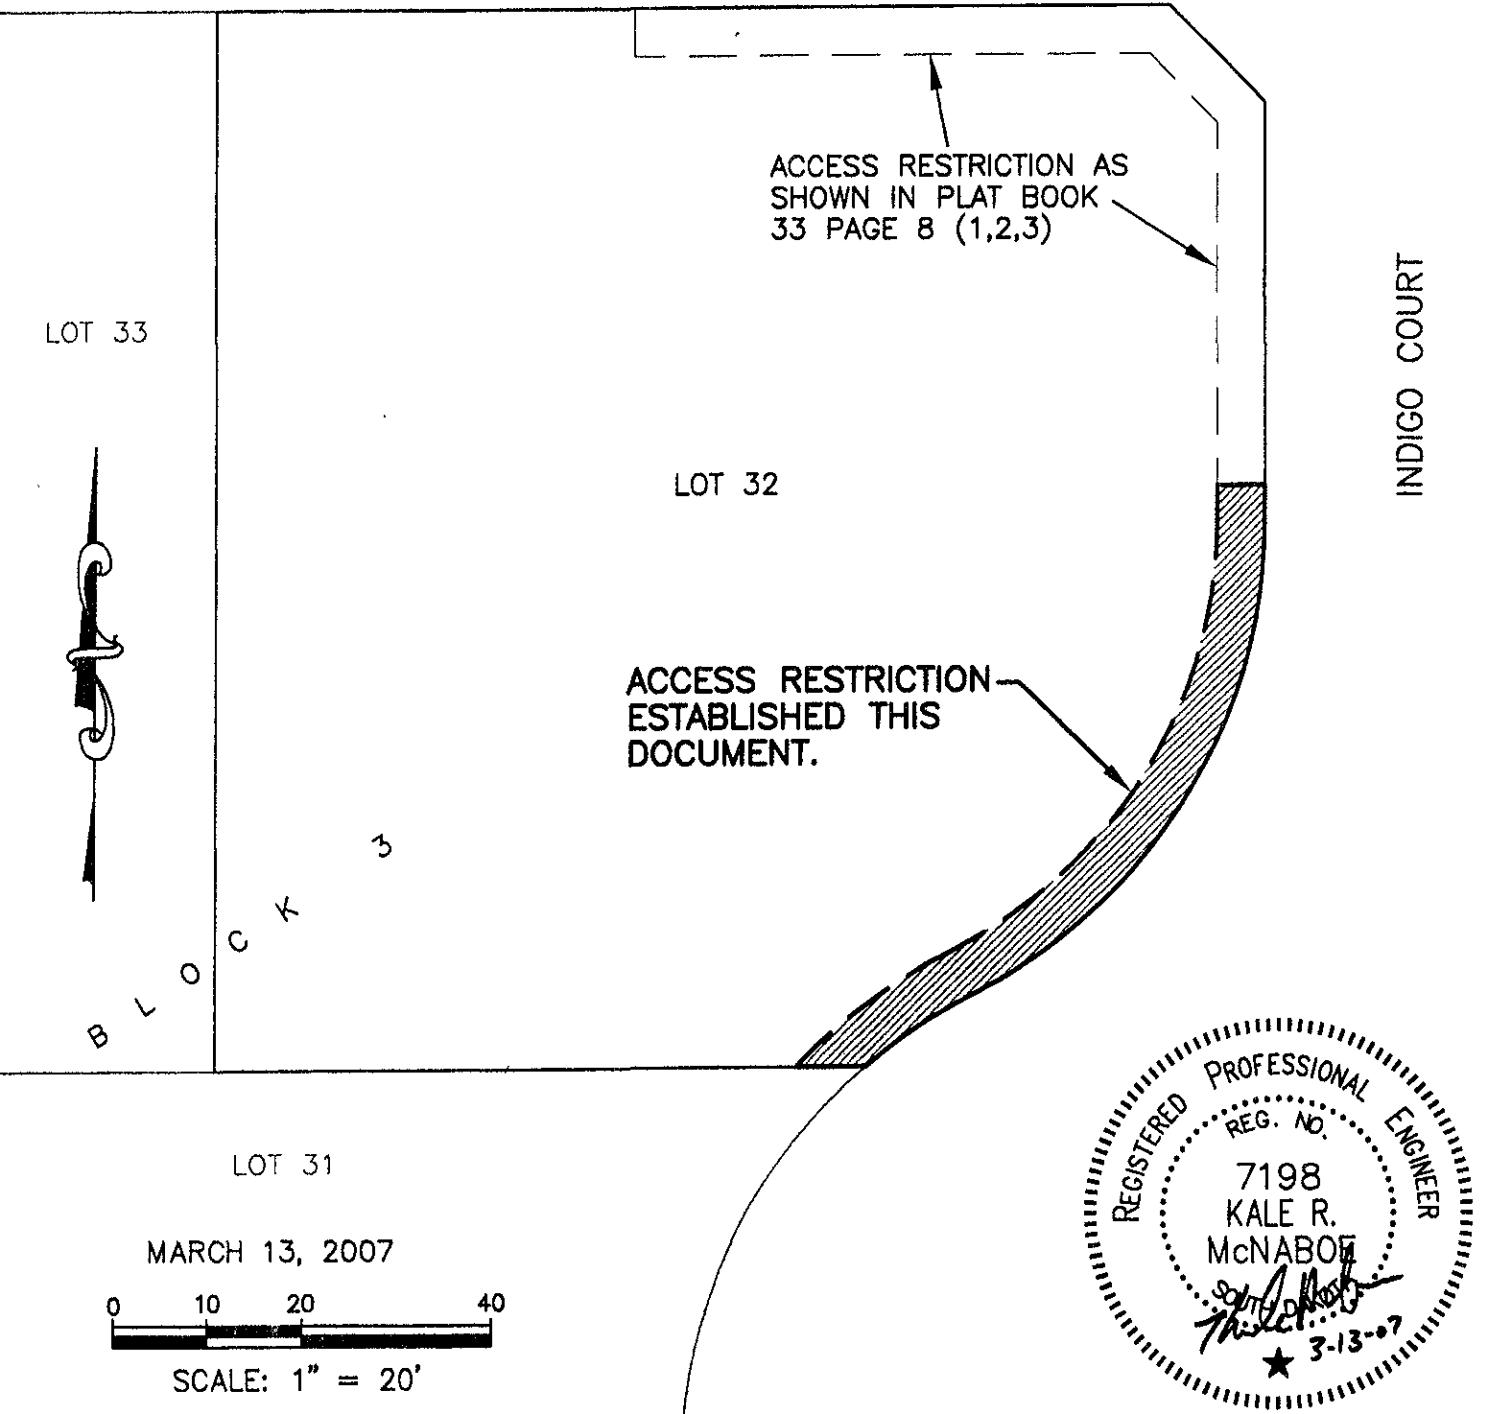 ACCESS RESTRICTION AS
SHOWN IN PLAT BOOK
33 PAGE 8 (1,2,3)
INDIGO COURT
LOT 33
LOT 32
ACCESS RESTRICTION
ESTABLISHED THIS
DOCUMENT.
BLOCK 3
LOT 31
MARCH 13, 2007
0 10 20 40
SCALE: 1" = 20'
REGISTERED PROFESSIONAL ENGINEER
REG. NO.
7198
KALE R.
McNABOE
SOUTH DAKOTA
3-13-07